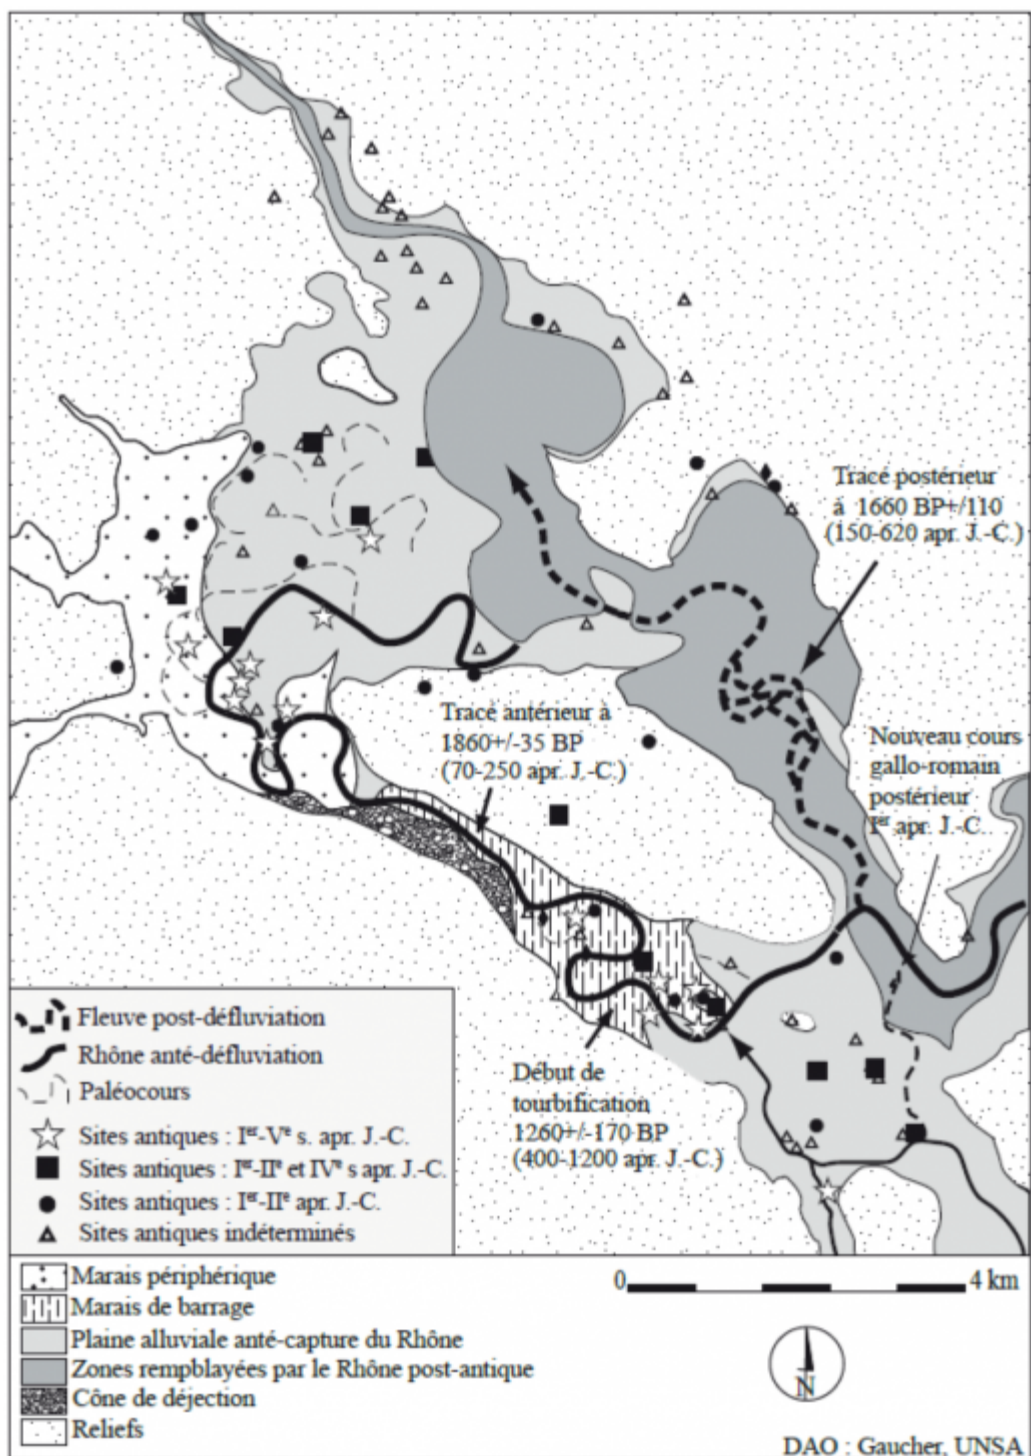 Tracé postérieur
à 1660 BP+/110
(150-620 apr. J.-C.)
Tracé antérieur à
1860+/-35 BP
(70-250 apr. J.-C.)
Nouveau cours
gallo-romain
postérieur
Iᵉʳ apr. J.-C.
Début de
tourbification
1260+/-170 BP
(400-1200 apr. J.-C.)
Fleuve post-défluviation
Rhône anté-défluviation
Paléocours
Sites antiques : Iᵉʳ-Vᵉ s. apr. J.-C.
Sites antiques : Iᵉʳ-IIᵉ et IVᵉ s apr. J.-C.
Sites antiques : Iᵉʳ-IIᵉ apr. J.-C.
Sites antiques indéterminés
Marais périphérique
Marais de barrage
Plaine alluviale anté-capture du Rhône
Zones rempblayées par le Rhône post-antique
Cône de déjection
Reliefs
0 4 km
N
DAO : Gaucher, UNSA